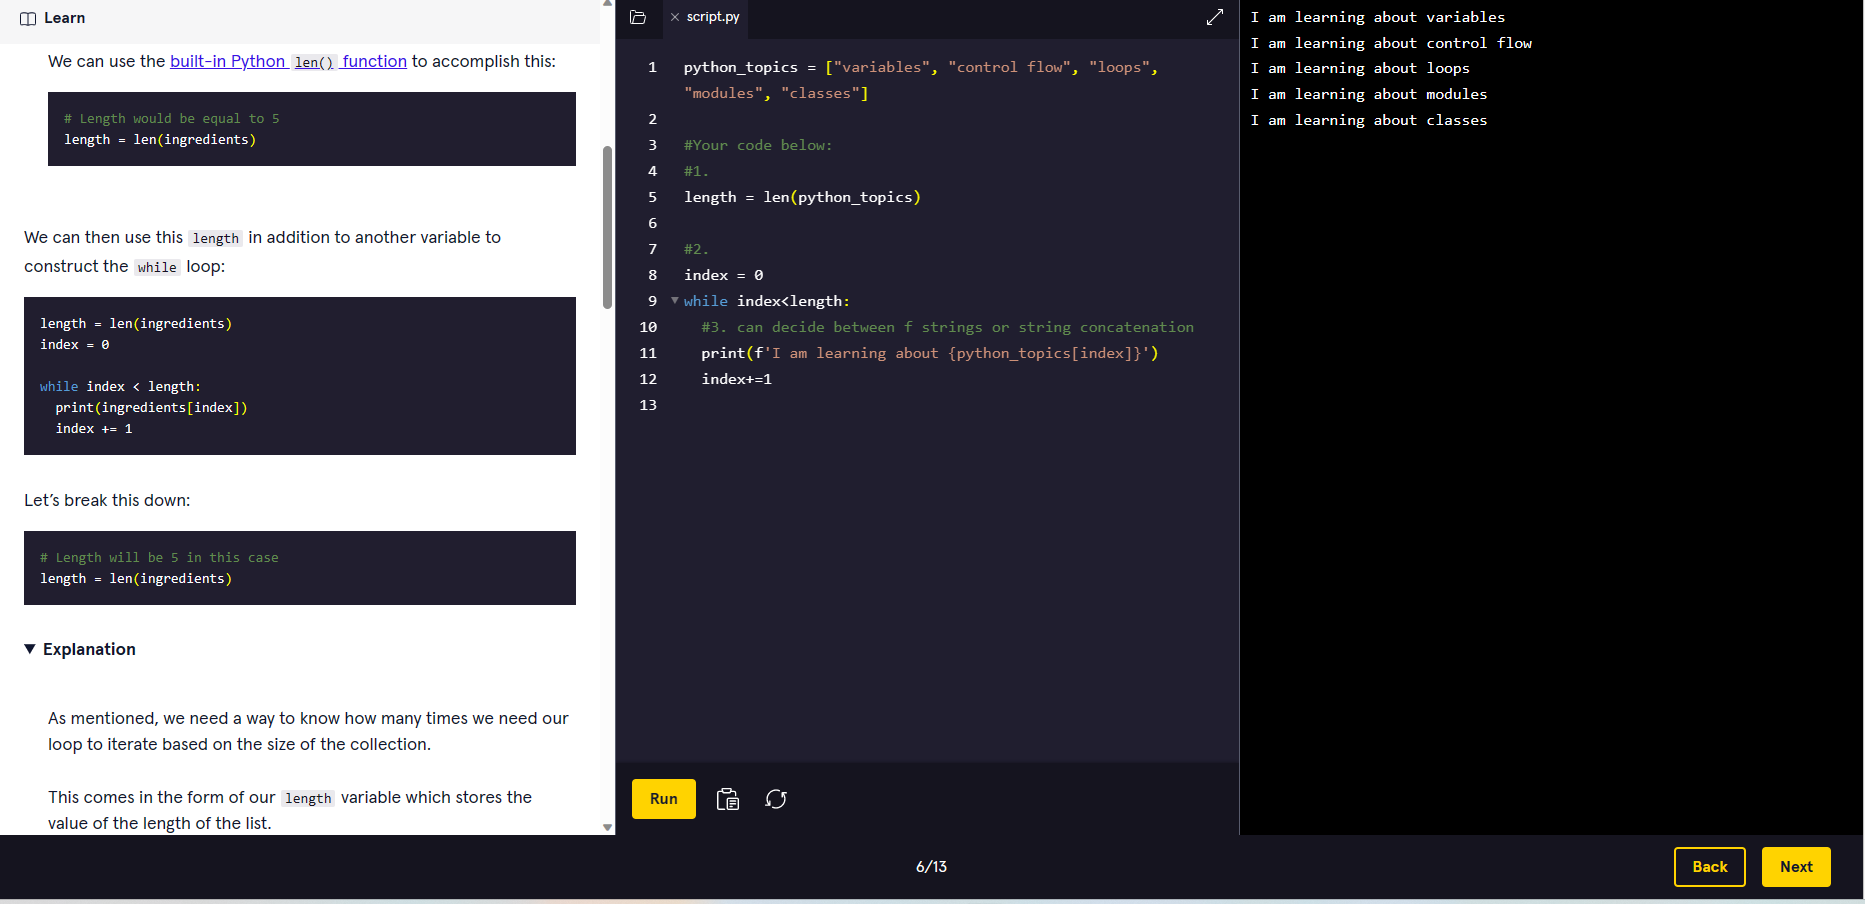 Learn
We can use the built-in Python len() function to accomplish this:
# Length would be equal to 5
length = len(ingredients)
We can then use this length in addition to another variable to
construct the while loop:
length = len(ingredients)
index = 0
while index < length:
print(ingredients[index])
index += 1
Let's break this down:
# Length will be 5 in this case
length = len(ingredients)
Explanation
As mentioned, we need a way to know how many times we need our
loop to iterate based on the size of the collection.
This comes in the form of our length variable which stores the
value of the length of the list.
script.py
1 python_topics = ["variables", "control flow", "loops",
"modules", "classes"]
2
3 #Your code below:
4 #1.
5 length = len(python_topics)
6
7 #2.
8 index = 0
9 while index<length:
10 #3. can decide between f strings or string concatenation
11 print(f'I am learning about {python_topics[index]}')
12 index+=1
13
Run
I am learning about variables
I am learning about control flow
I am learning about loops
I am learning about modules
I am learning about classes
6/13
Back
Next